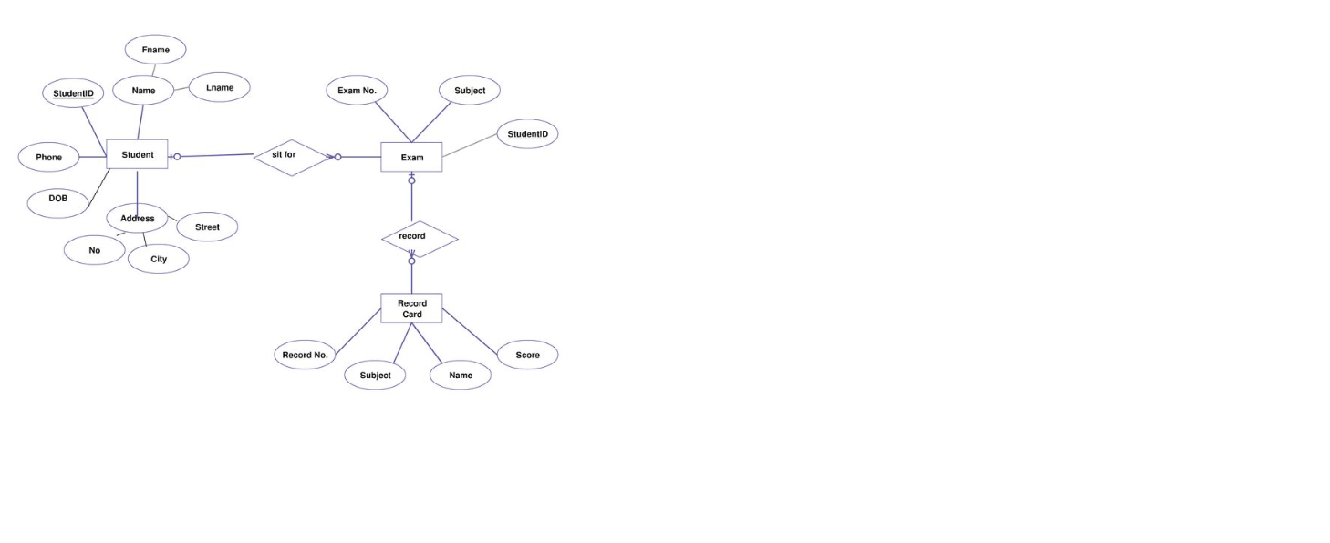 Fname
StudentID
Name
Lname
Exam No.
Subject
StudentID
Phone
Student
sit for
Exam
DOB
Address
Street
No
City
record
Record
Card
Record No.
Subject
Name
Score